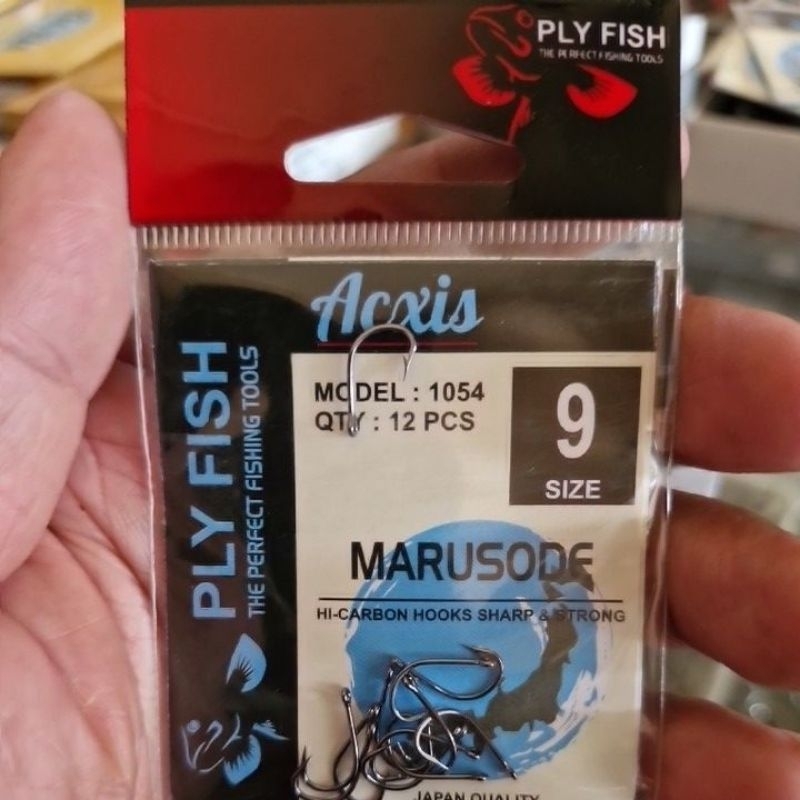 PLY FISH
THE PERFECT FISHING TOOLS
Acxis
MODEL : 1054
QTY : 12 PCS
9
SIZE
PLY FISH
THE PERFECT FISHING TOOLS
MARUSODE
HI-CARBON HOOKS SHARP & STRONG
JAPAN QUALITY